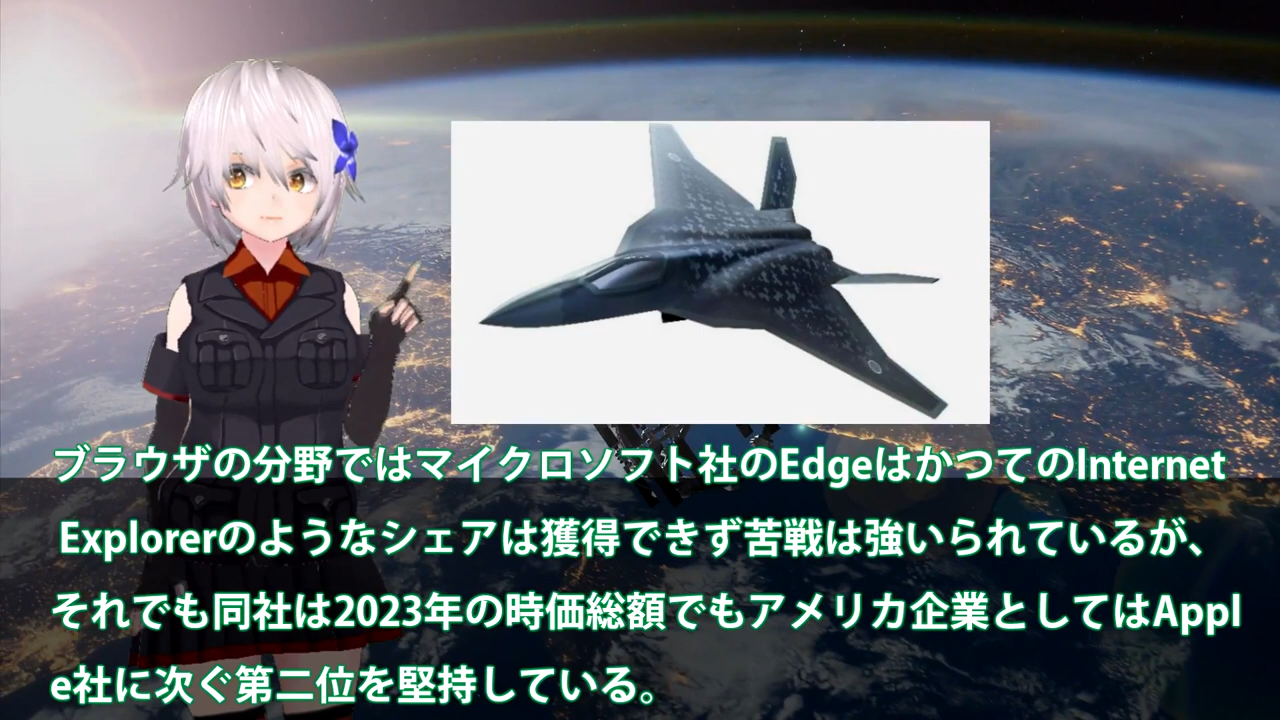 ブラウザの分野ではマイクロソフト社のEdgeはかつてのInternet
Explorerのようなシェアは獲得できず苦戦は強いられているが、
それでも同社は2023年の時価総額でもアメリカ企業としてはAppl
e社に次ぐ第二位を堅持している。